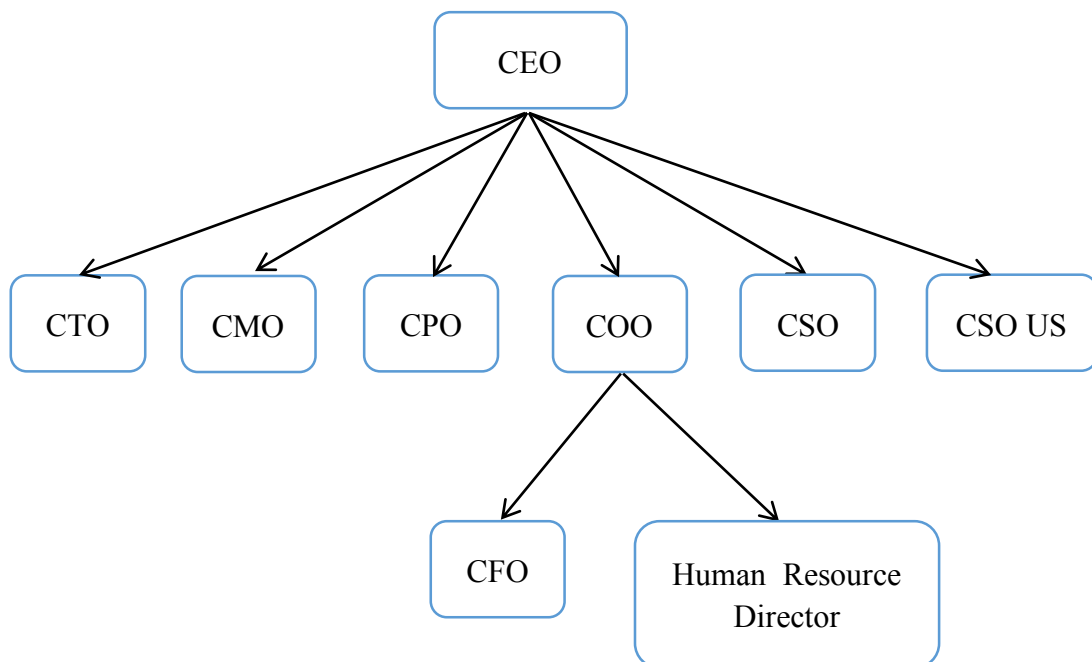 CEO
CTO
CMO
CPO
COO
CSO
CSO US
CFO
Human Resource
Director